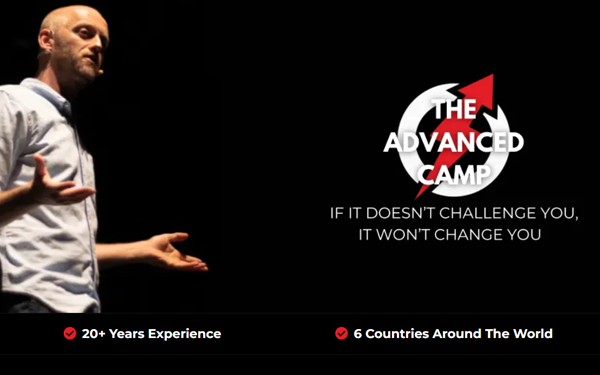 THE
ADVANCED
CAMP
IF IT DOESN'T CHALLENGE YOU,
IT WON'T CHANGE YOU
20+ Years Experience
6 Countries Around The World